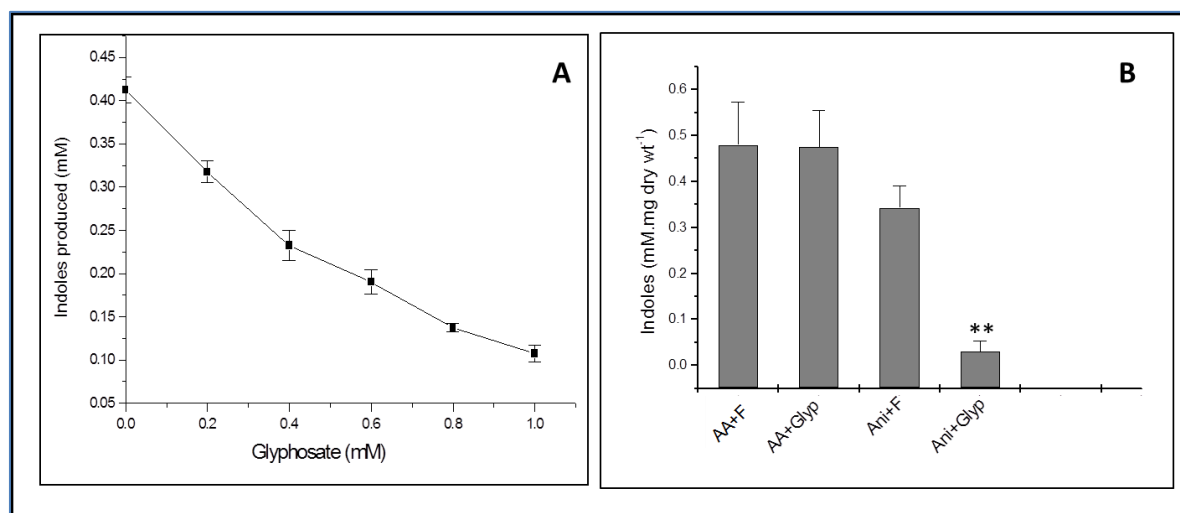 A
Indoles produced (mM)
0.45
0.40
0.35
0.30
0.25
0.20
0.15
0.10
0.05
0.0 0.2 0.4 0.6 0.8 1.0
Glyphosate (mM)
B
Indoles (mM.mg dry wt⁻¹)
0.6
0.5
0.4
0.3
0.2
0.1
0.0
**
AA+F
AA+Glyp
Ani+F
Ani+Glyp